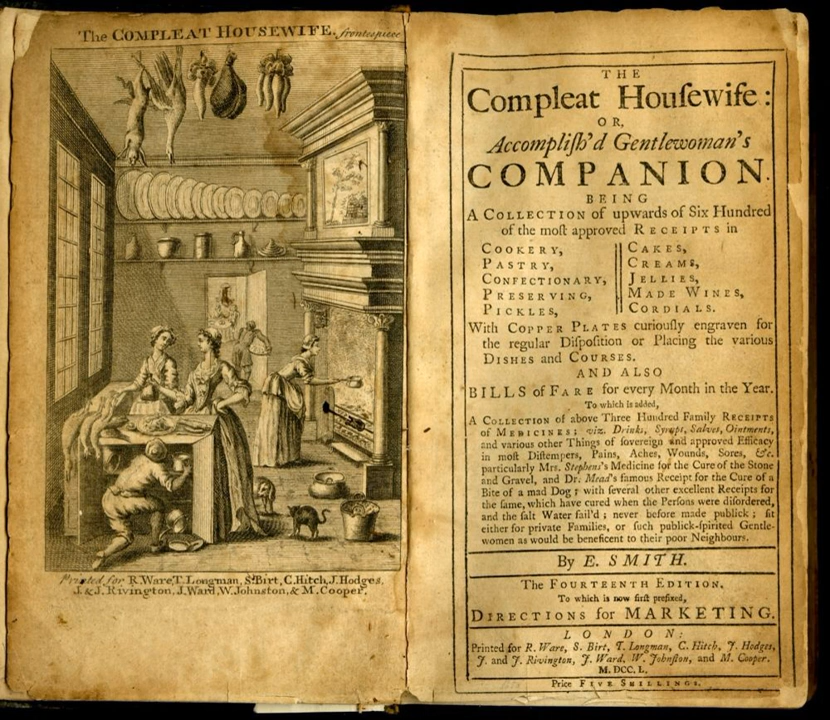 The COMPLEAT HOUSEWIFE. frontespiece
Printed for R. Ware, T. Longman, S. Birt, C. Hitch, J. Hodges,
J. & J. Rivington, J. Ward, W. Johnston, & M. Cooper.
THE
Compleat Houſewife:
OR,
Accompliſh'd Gentlewoman's
COMPANION.
BEING
A COLLECTION of upwards of Six Hundred
of the moſt approved RECEIPTS in
COOKERY,
PASTRY,
CONFECTIONARY,
PRESERVING,
PICKLES,
CAKES,
CREAMS,
JELLIES,
MADE WINES,
CORDIALS.
With COPPER PLATES curiouſly engraven for
the regular Diſpoſition or Placing the various
DISHES and COURSES.
AND ALSO
BILLS of FARE for every Month in the Year.
To which is added,
A COLLECTION of above Three Hundred Family RECEIPTS
of MEDICINES; viz. Drinks, Syrups, Salves, Ointments,
and various other Things of ſovereign and approved Efficacy
in moſt Diſtempers, Pains, Aches, Wounds, Sores, &c.
particularly Mrs. Stephens's Medicine for the Cure of the Stone
and Gravel, and Dr. Mead's famous Receipt for the Cure of a
Bite of a mad Dog; with ſeveral other excellent Receipts for
the ſame, which have cured when the Perſons were diſordered,
and the ſalt Water fail'd; never before made publick; fit
either for private Families, or ſuch publick-ſpirited Gentle-
women as would be beneficent to their poor Neighbours.
By E. SMITH.
The FOURTEENTH EDITION.
To which is now firſt prefixed,
DIRECTIONS for MARKETING.
LONDON:
Printed for R. Ware, S. Birt, T. Longman, C. Hitch, J. Hodges,
J. and J. Rivington, J. Ward, W. Johnſton, and M. Cooper.
M.DCC.L.
Price FIVE SHILLINGS.